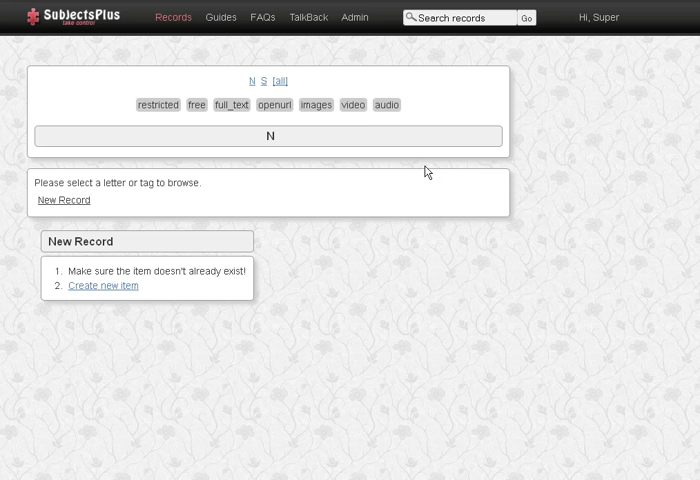 SubjectsPlus
take control
Records Guides FAQs TalkBack Admin
Search records Go
Hi, Super
N S [all]
restricted free full_text openurl images video audio
N
Please select a letter or tag to browse.
New Record
New Record
1. Make sure the item doesn't already exist!
2. Create new item